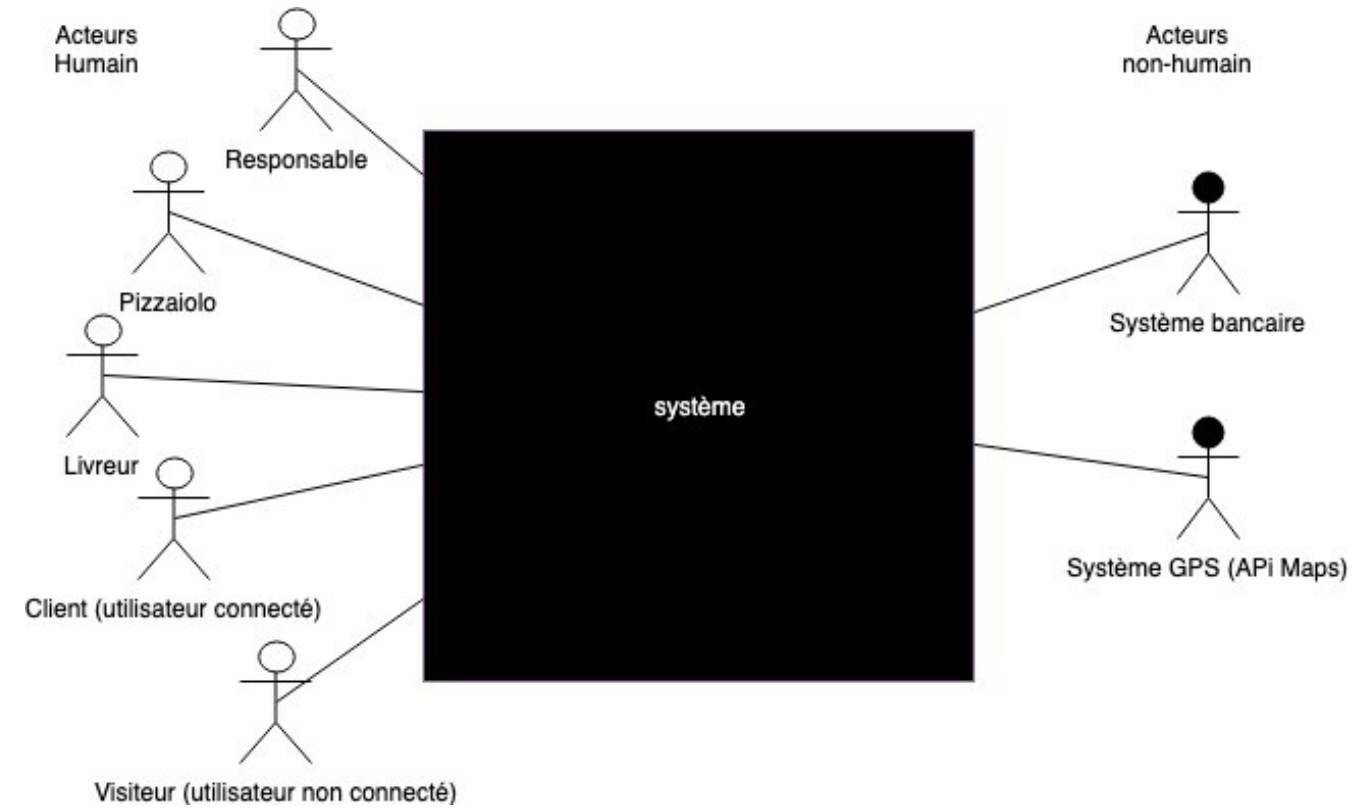 Acteurs
Humain
Acteurs
non-humain
Responsable
Pizzaiolo
Système bancaire
système
Livreur
Système GPS (APi Maps)
Client (utilisateur connecté)
Visiteur (utilisateur non connecté)